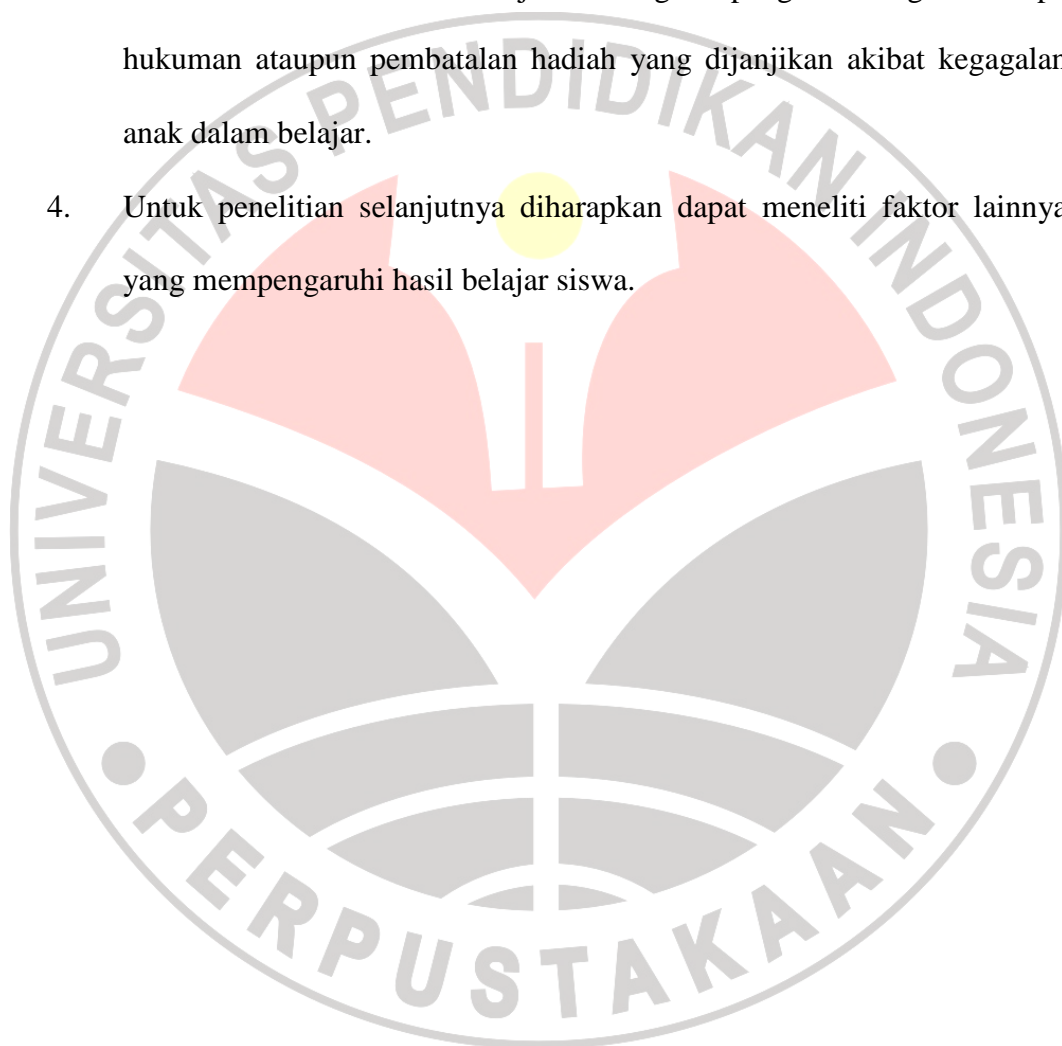 hukuman ataupun pembatalan hadiah yang dijanjikan akibat kegagalan
anak dalam belajar.
4. Untuk penelitian selanjutnya diharapkan dapat meneliti faktor lainnya
yang mempengaruhi hasil belajar siswa.
UNIVERSITAS PENDIDIKAN INDONESIA
PERPUSTAKAAN